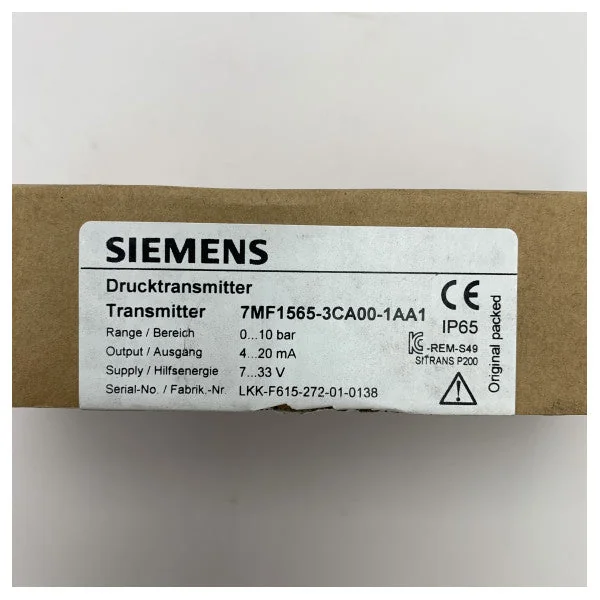 SIEMENS
Drucktransmitter
Transmitter 7MF1565-3CA00-1AA1
Range / Bereich 0...10 bar
Output / Ausgang 4...20 mA
Supply / Hilfsenergie 7...33 V
Serial-No. / Fabrik.-Nr. LKK-F615-272-01-0138
CE
IP65
-REM-S49
SITRANS P200
Original packed